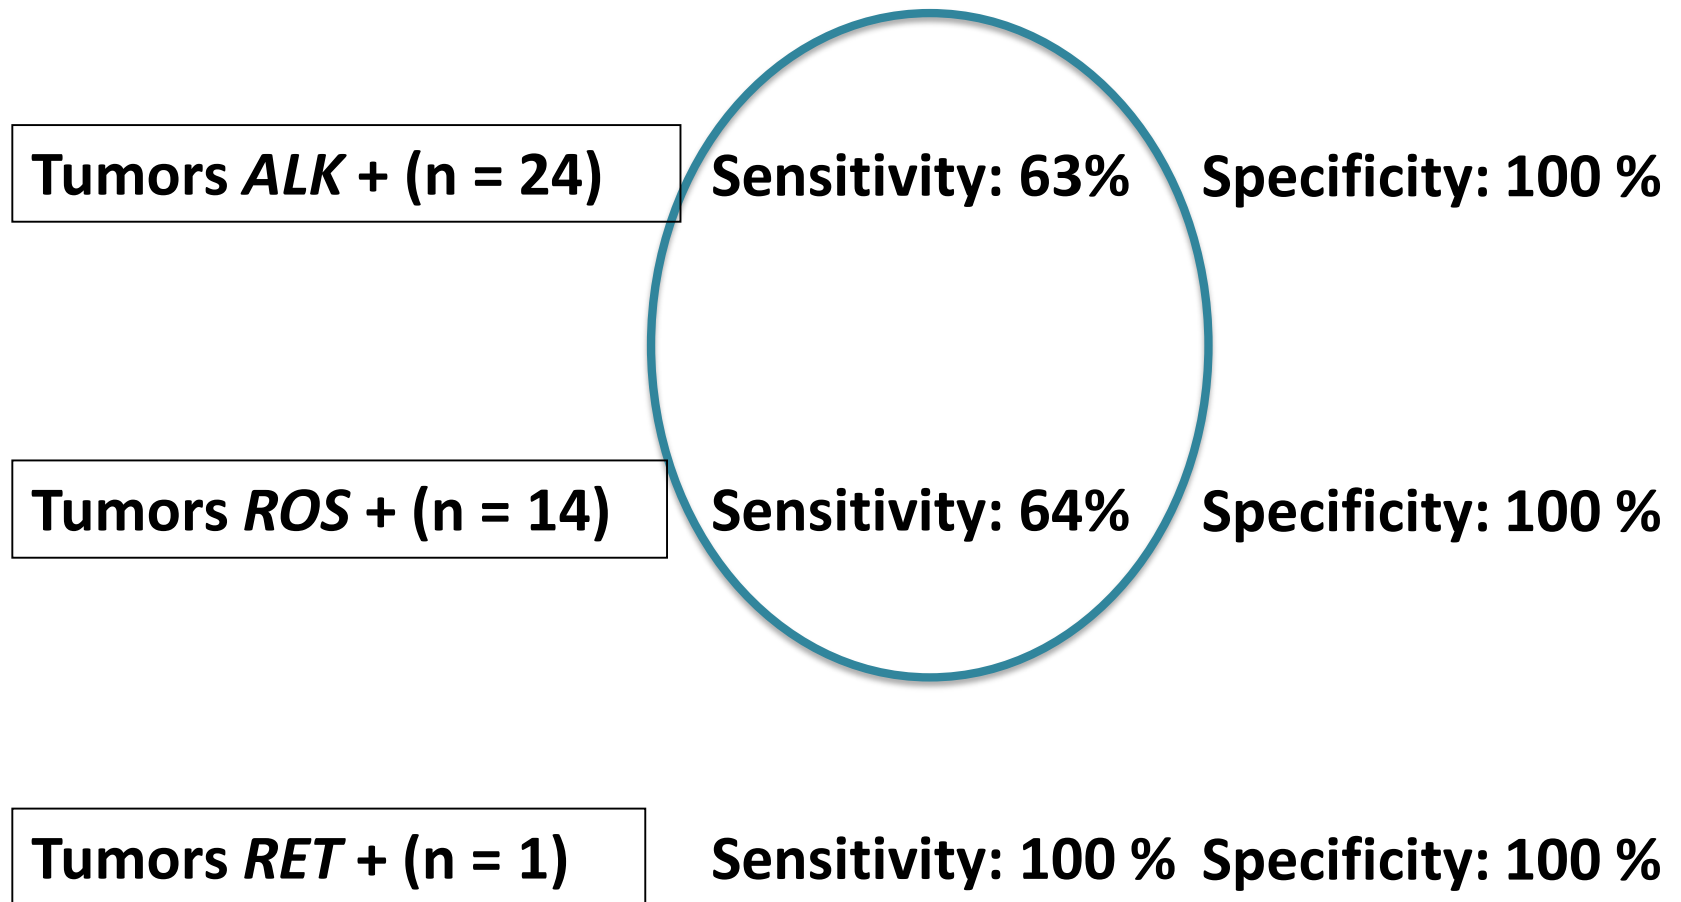 Tumors ALK + (n = 24) Sensitivity: 63% Specificity: 100 %
Tumors ROS + (n = 14) Sensitivity: 64% Specificity: 100 %
Tumors RET + (n = 1) Sensitivity: 100 % Specificity: 100 %